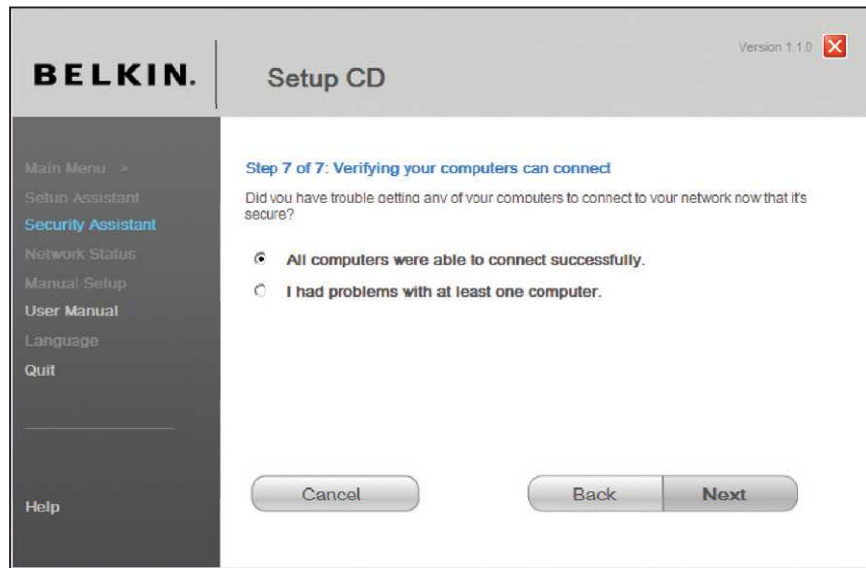 BELKIN.
Setup CD
Version 1.1.0
Main Menu >
Setup Assistant
Security Assistant
Network Status
Manual Setup
User Manual
Language
Quit
Help
Step 7 of 7: Verifying your computers can connect
Did you have trouble getting any of your computers to connect to your network now that it's
secure?
All computers were able to connect successfully.
I had problems with at least one computer.
Cancel
Back
Next